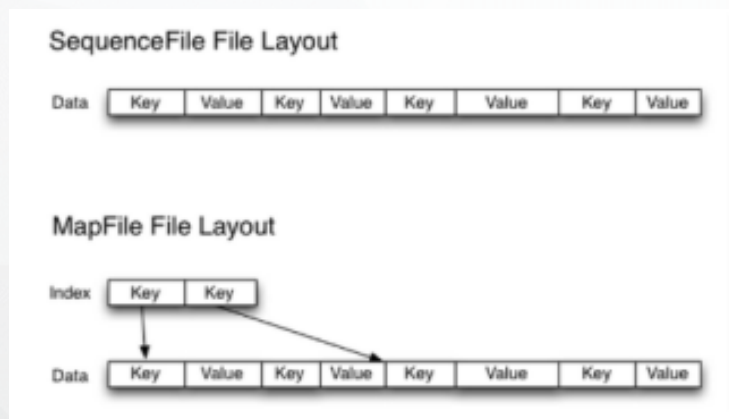 SequenceFile File Layout
Data Key Value Key Value Key Value Key Value
MapFile File Layout
Index Key Key
Data Key Value Key Value Key Value Key Value